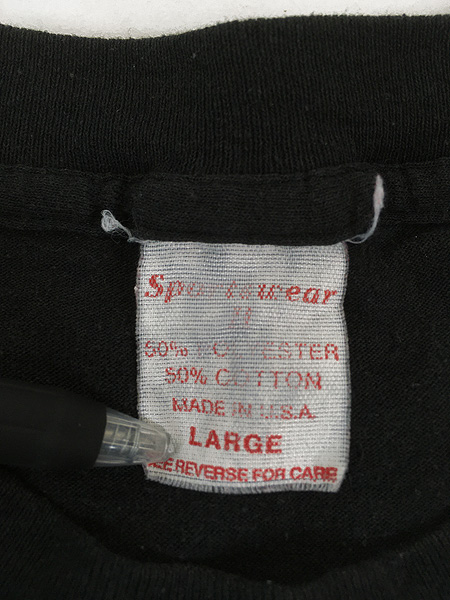 Sportswear
50% POLYESTER
50% COTTON
MADE IN U.S.A.
LARGE
SEE REVERSE FOR CARE